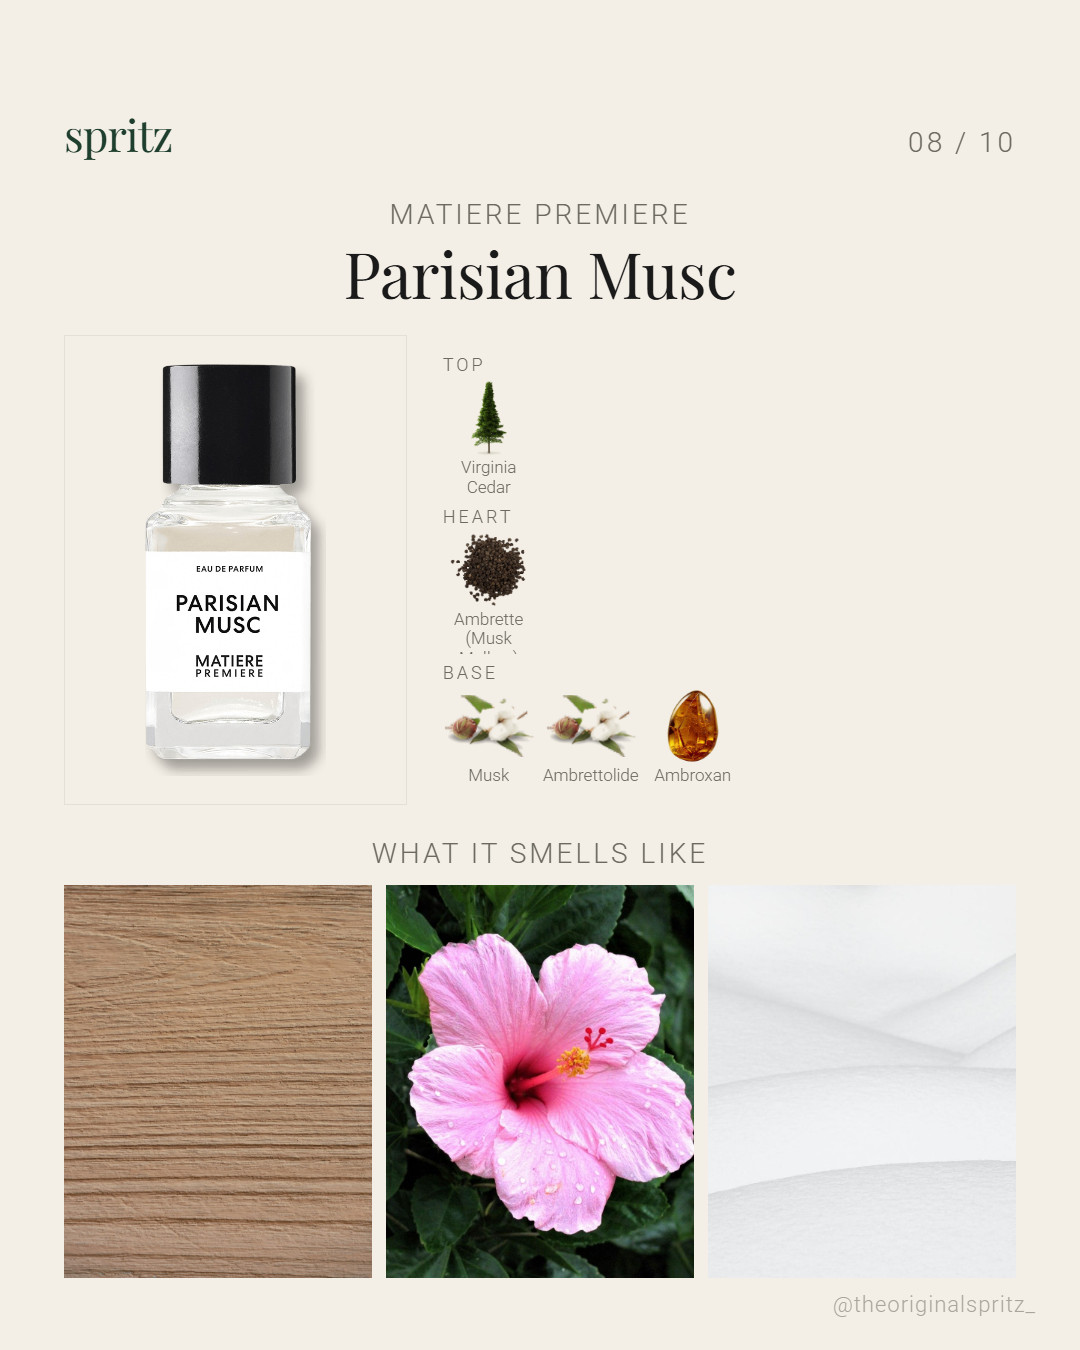 spritz
08 / 10
MATIERE PREMIERE
Parisian Musc
EAU DE PARFUM
PARISIAN
MUSC
MATIERE
PREMIERE
TOP
Virginia
Cedar
HEART
Ambrette
(Musk
BASE
Musk
Ambrettolide
Ambroxan
WHAT IT SMELLS LIKE
@theoriginalspritz_